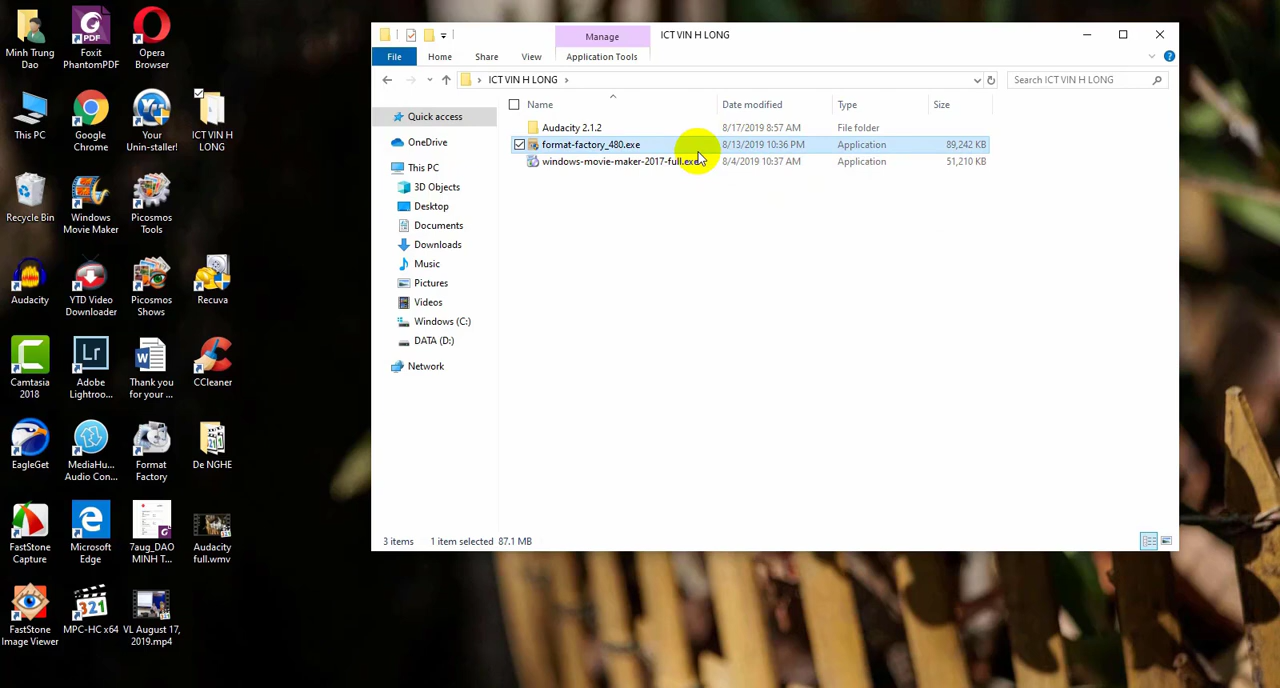 Minh Trung
Dao
Foxit
PhantomPDF
Opera
Browser
This PC
Google
Chrome
Your
Unin-staller!
ICT VIN H
LONG
Recycle Bin
Windows
Movie Maker
Picosmos
Tools
Audacity
YTD Video
Downloader
Picosmos
Shows
Recuva
Camtasia
2018
Adobe
Lightroo...
Thank you
for your ...
CCleaner
EagleGet
MediaHu...
Audio Con...
Format
Factory
De NGHE
FastStone
Capture
Microsoft
Edge
7aug_DAO
MINH T...
Audacity
full.wmv
FastStone
Image Viewer
MPC-HC x64
VL August 17,
2019.mp4
Manage
ICT VIN H LONG
File
Home
Share
View
Application Tools
ICT VIN H LONG
Search ICT VIN H LONG
Quick access
OneDrive
This PC
3D Objects
Desktop
Documents
Downloads
Music
Pictures
Videos
Windows (C:)
DATA (D:)
Network
Name Date modified Type Size
Audacity 2.1.2 8/17/2019 8:57 AM File folder
format-factory_480.exe 8/13/2019 10:36 PM Application 89,242 KB
windows-movie-maker-2017-full.exe 8/4/2019 10:37 AM Application 51,210 KB
3 items 1 item selected 87.1 MB